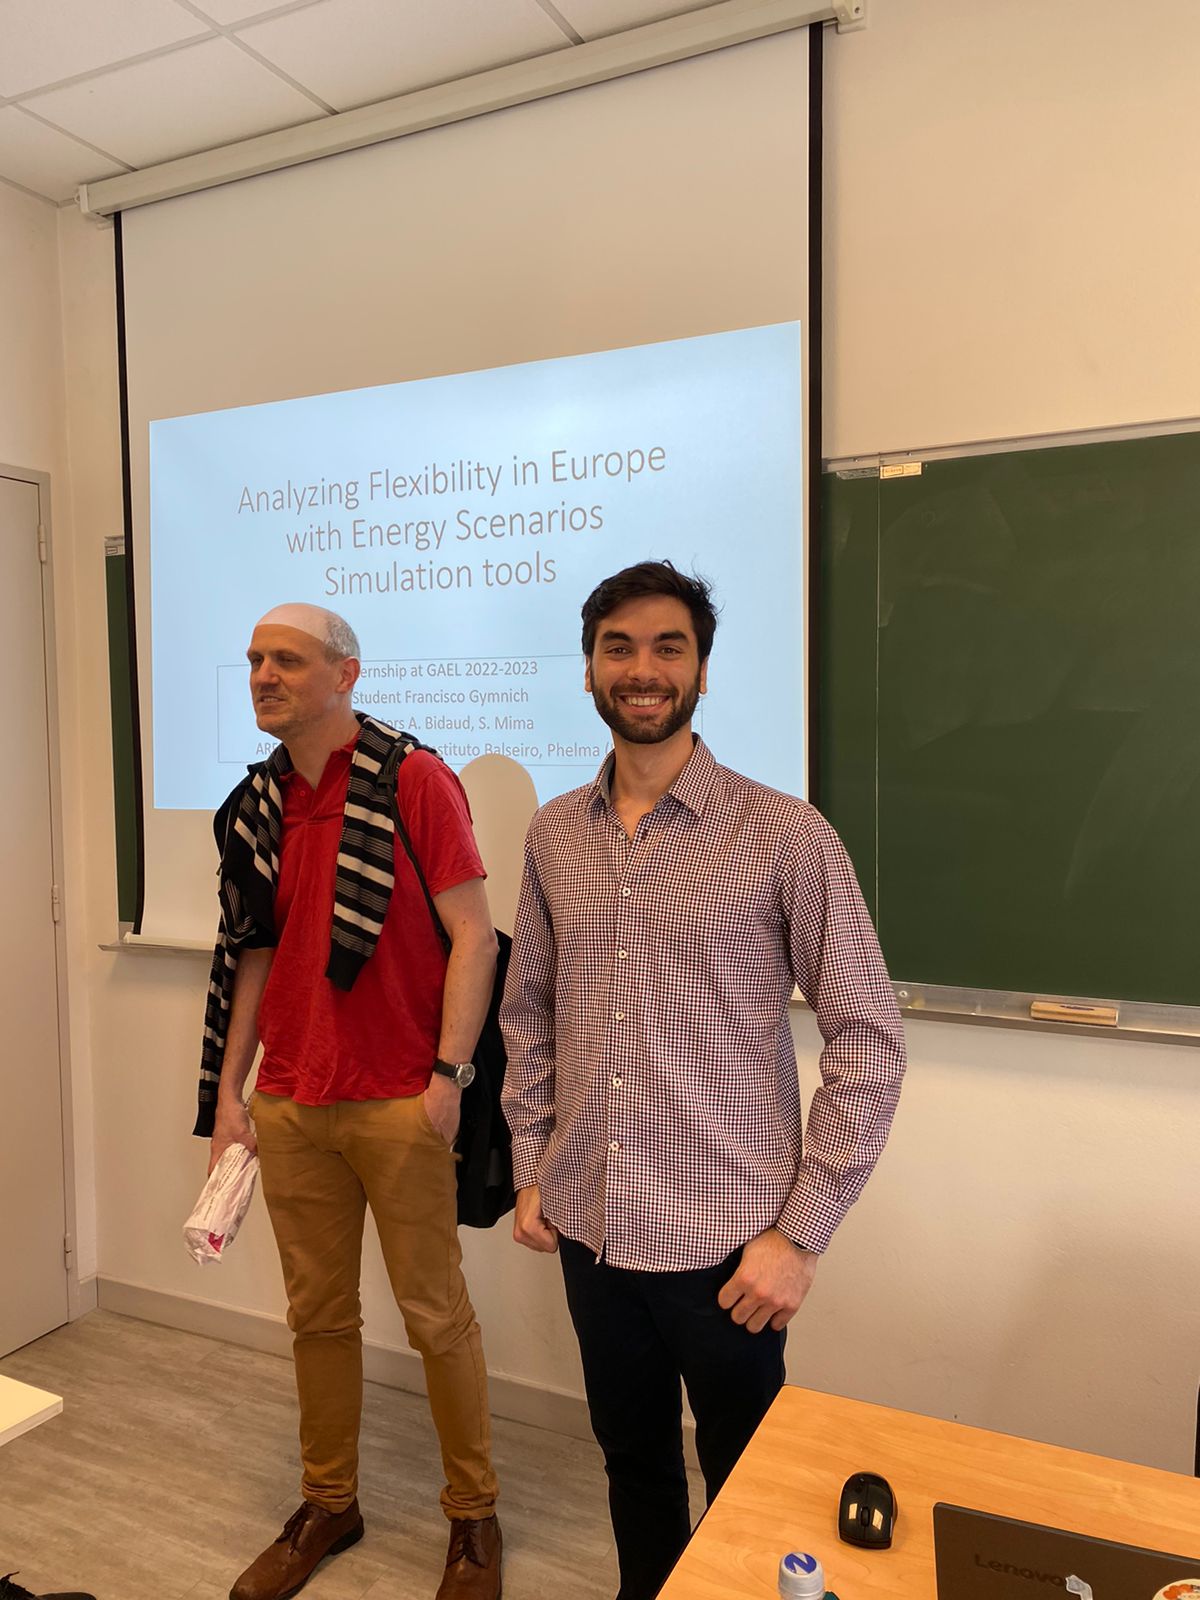 Analyzing Flexibility in Europe
with Energy Scenarios
Simulation tools
ernship at GAEL 2022-2023
Student Francisco Gymnich
ors A. Bidaud, S. Mima
stituto Balseiro, Phelma
Lenovo